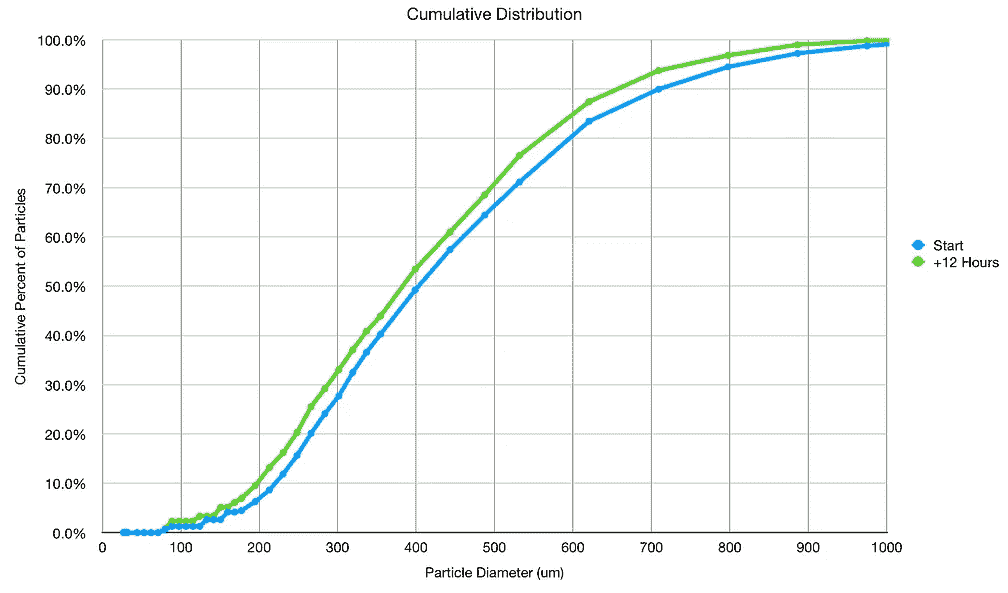 Cumulative Distribution
100.0%
90.0%
80.0%
70.0%
60.0%
50.0%
40.0%
30.0%
20.0%
10.0%
0.0%
Cumulative Percent of Particles
0 100 200 300 400 500 600 700 800 900 1000
Particle Diameter (um)
Start
+12 Hours